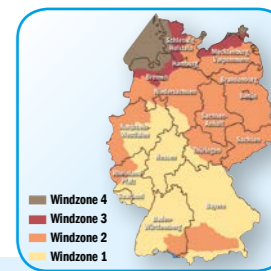 Schleswig-
Holstein
Mecklenburg-
Vorpommern
Hamburg
Bremen
Niedersachsen
Brandenburg
Berlin
Sachsen-
Anhalt
Nordrhein-
Westfalen
Sachsen
Thüringen
Hessen
Rheinland-
Pfalz
Saarland
Bayern
Baden-
Württemberg
Windzone 4
Windzone 3
Windzone 2
Windzone 1